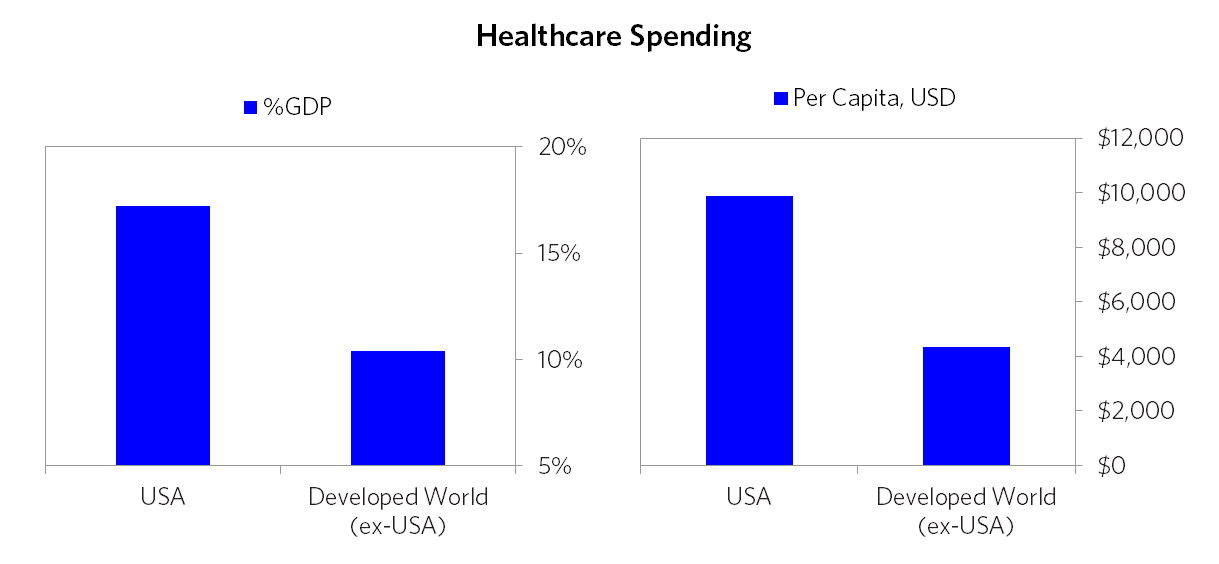 Healthcare Spending
%GDP
20%
15%
10%
5%
USA
Developed World
(ex-USA)
Per Capita, USD
$12,000
$10,000
$8,000
$6,000
$4,000
$2,000
$0
USA
Developed World
(ex-USA)